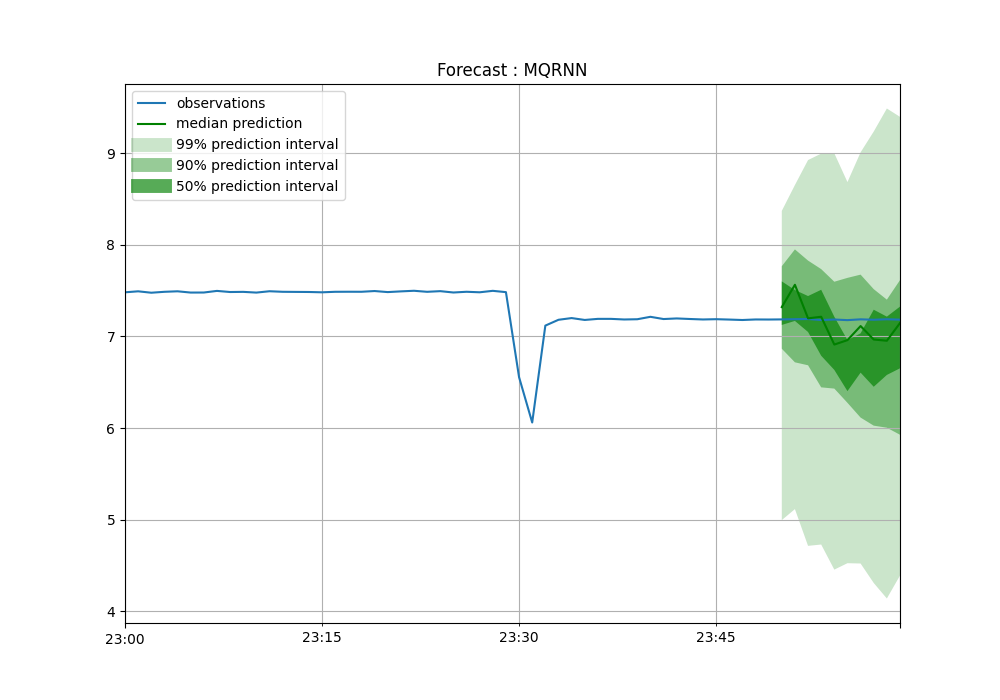 Forecast : MQRNN
observations
median prediction
99% prediction interval
90% prediction interval
50% prediction interval
9
8
7
6
5
4
23:00
23:15
23:30
23:45